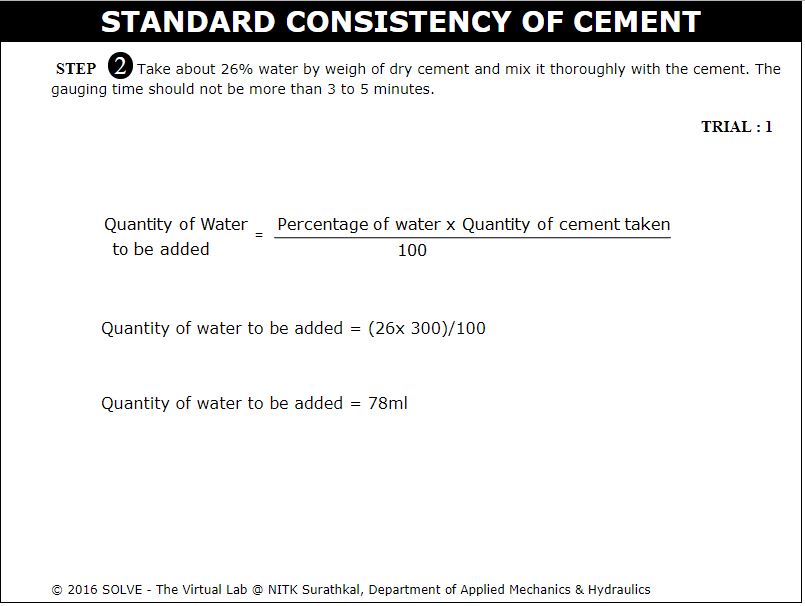 STANDARD CONSISTENCY OF CEMENT
STEP 2 Take about 26% water by weigh of dry cement and mix it thoroughly with the cement. The
gauging time should not be more than 3 to 5 minutes.
TRIAL : 1
Quantity of Water
to be added
=
Percentage of water x Quantity of cement taken
100
Quantity of water to be added = (26x 300)/100
Quantity of water to be added = 78ml
© 2016 SOLVE - The Virtual Lab @ NITK Surathkal, Department of Applied Mechanics & Hydraulics